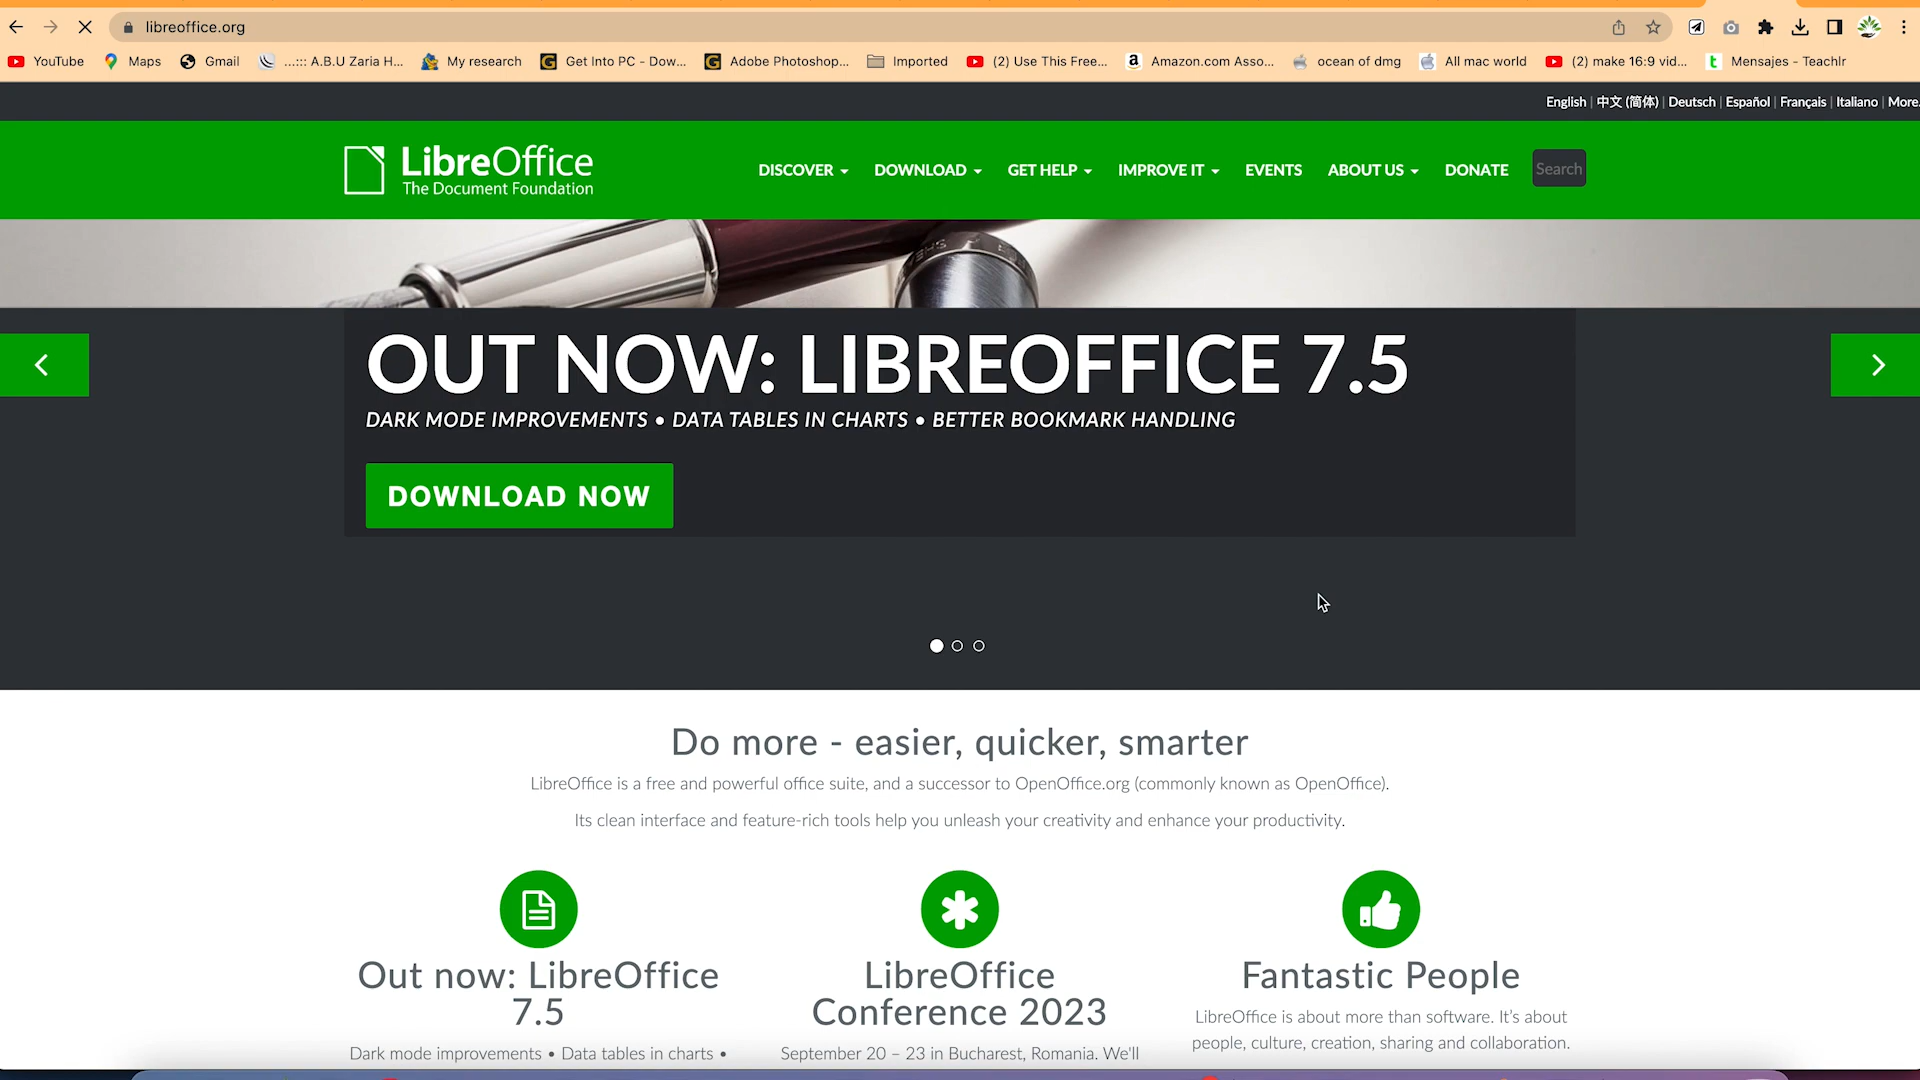 libreoffice.org
YouTube Maps Gmail ...::: A.B.U Zaria H... My research Get Into PC - Dow... Adobe Photoshop... Imported (2) Use This Free... Amazon.com Asso... ocean of dmg All mac world (2) make 16:9 vid... Mensajes - Teachlr
English | 中文 (简体) | Deutsch | Español | Français | Italiano | More.
LibreOffice
The Document Foundation
DISCOVER DOWNLOAD GET HELP IMPROVE IT EVENTS ABOUT US DONATE Search
OUT NOW: LIBREOFFICE 7.5
DARK MODE IMPROVEMENTS • DATA TABLES IN CHARTS • BETTER BOOKMARK HANDLING
DOWNLOAD NOW
Do more - easier, quicker, smarter
LibreOffice is a free and powerful office suite, and a successor to OpenOffice.org (commonly known as OpenOffice).
Its clean interface and feature-rich tools help you unleash your creativity and enhance your productivity.
Out now: LibreOffice
7.5
Dark mode improvements • Data tables in charts •
LibreOffice
Conference 2023
September 20 – 23 in Bucharest, Romania. We'll
Fantastic People
LibreOffice is about more than software. It's about
people, culture, creation, sharing and collaboration.